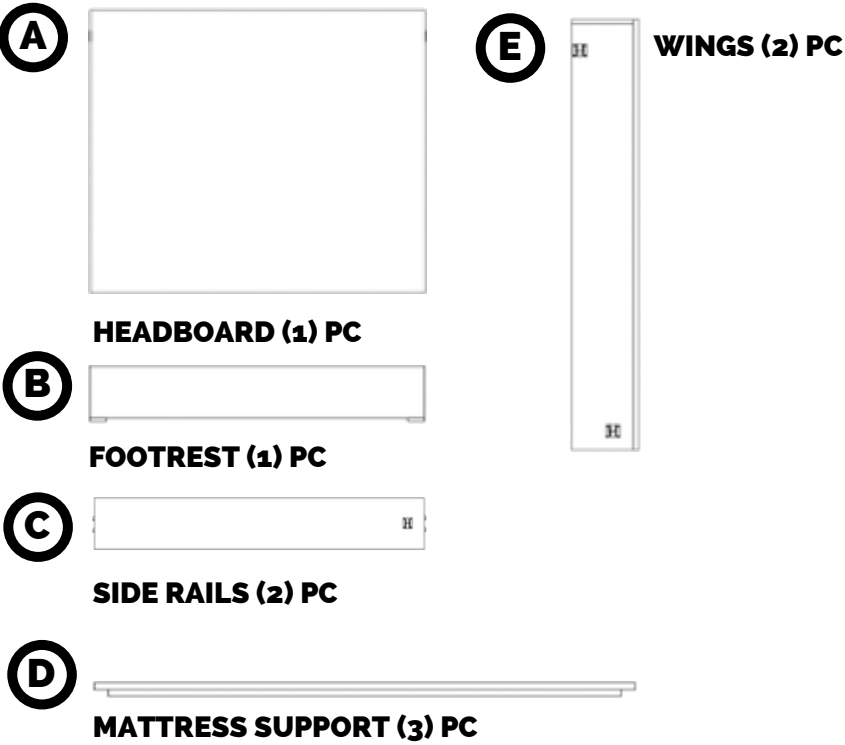 A
HEADBOARD (1) PC
B
FOOTREST (1) PC
C
SIDE RAILS (2) PC
D
MATTRESS SUPPORT (3) PC
E
WINGS (2) PC